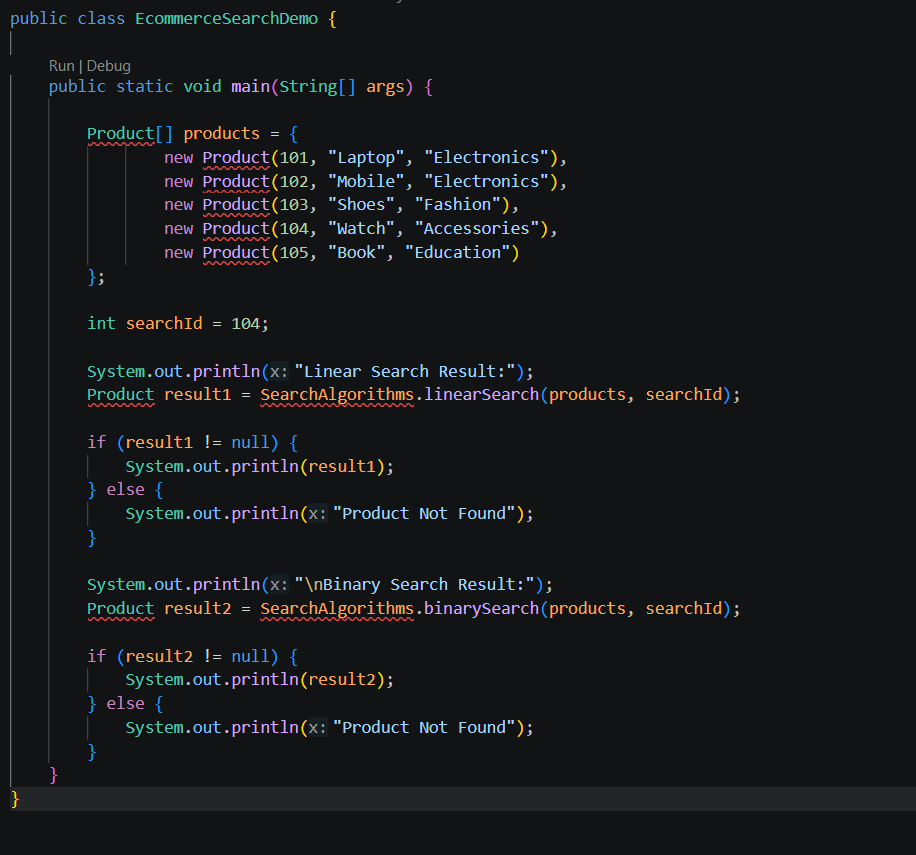 public class EcommerceSearchDemo {
Run | Debug
public static void main(String[] args) {
Product[] products = {
new Product(101, "Laptop", "Electronics"),
new Product(102, "Mobile", "Electronics"),
new Product(103, "Shoes", "Fashion"),
new Product(104, "Watch", "Accessories"),
new Product(105, "Book", "Education")
};
int searchId = 104;
System.out.println(x: "Linear Search Result:");
Product result1 = SearchAlgorithms.linearSearch(products, searchId);
if (result1 != null) {
System.out.println(result1);
} else {
System.out.println(x: "Product Not Found");
}
System.out.println(x: "\nBinary Search Result:");
Product result2 = SearchAlgorithms.binarySearch(products, searchId);
if (result2 != null) {
System.out.println(result2);
} else {
System.out.println(x: "Product Not Found");
}
}
}